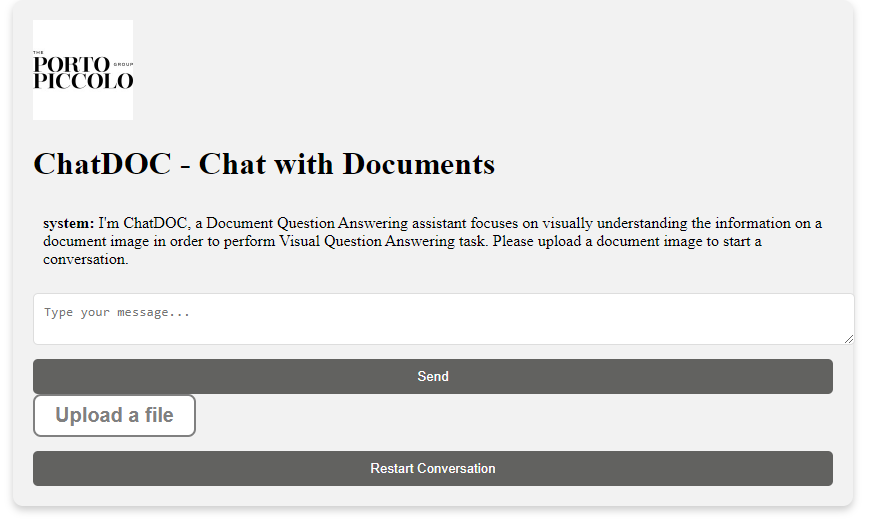 THE
PORTO GROUP
PICCOLO
ChatDOC - Chat with Documents
system: I'm ChatDOC, a Document Question Answering assistant focuses on visually understanding the information on a
document image in order to perform Visual Question Answering task. Please upload a document image to start a
conversation.
Type your message...
Send
Upload a file
Restart Conversation